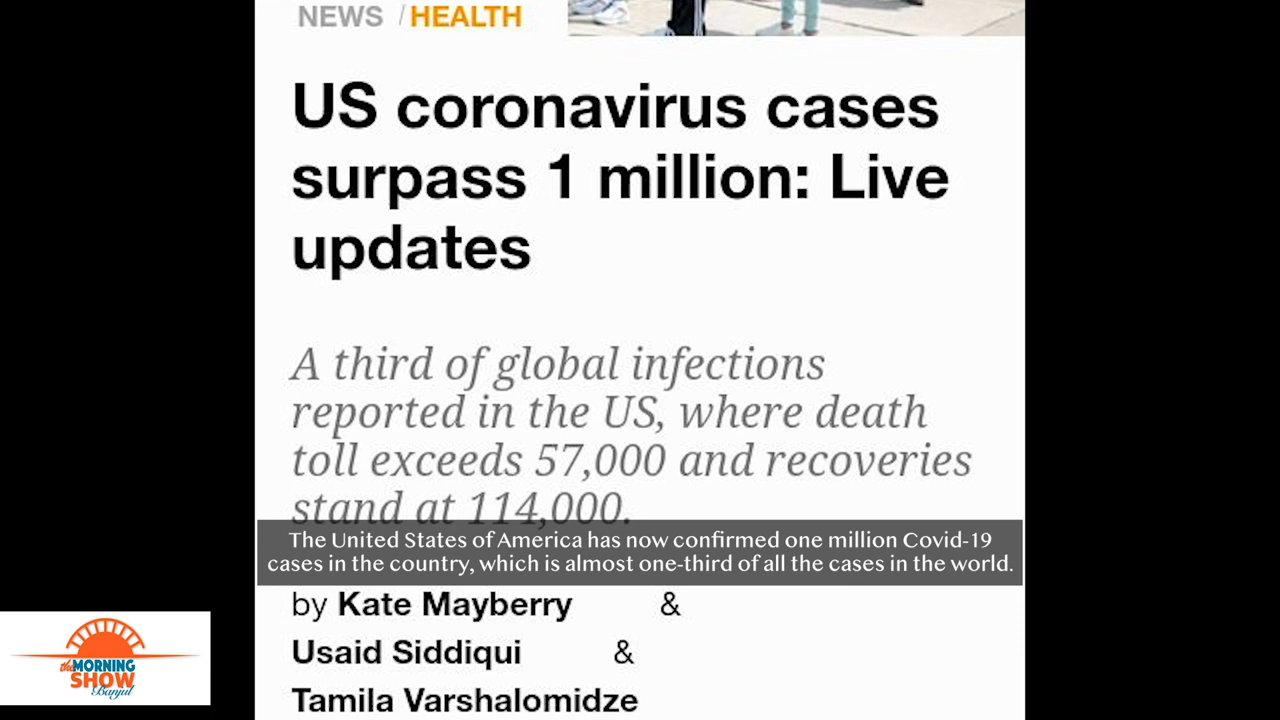 NEWS / HEALTH
US coronavirus cases
surpass 1 million: Live
updates
A third of global infections
reported in the US, where death
toll exceeds 57,000 and recoveries
stand at 114,000.
The United States of America has now confirmed one million Covid-19
cases in the country, which is almost one-third of all the cases in the world.
by Kate Mayberry &
Usaid Siddiqui &
Tamila Varshalomidze
the MORNING
SHOW
Banjul